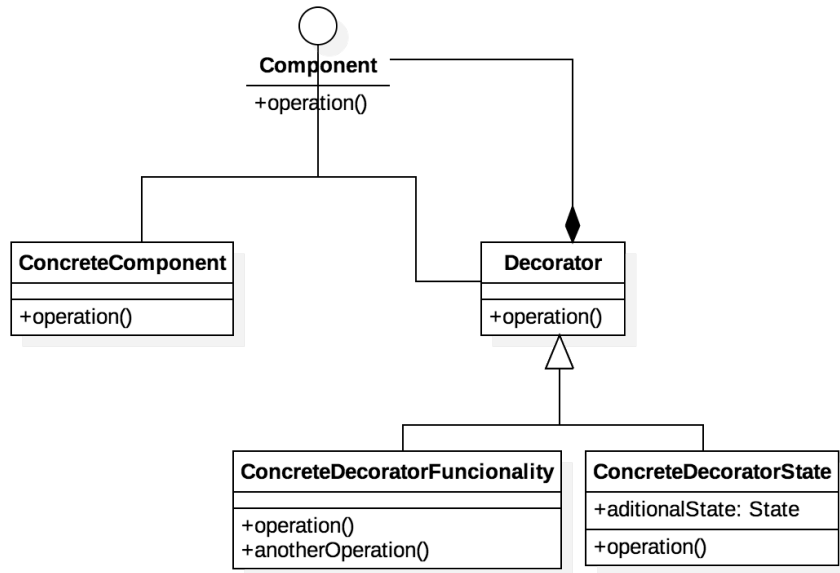 Component
+operation()
ConcreteComponent
+operation()
Decorator
+operation()
ConcreteDecoratorFuncionality
+operation()
+anotherOperation()
ConcreteDecoratorState
+aditionalState: State
+operation()